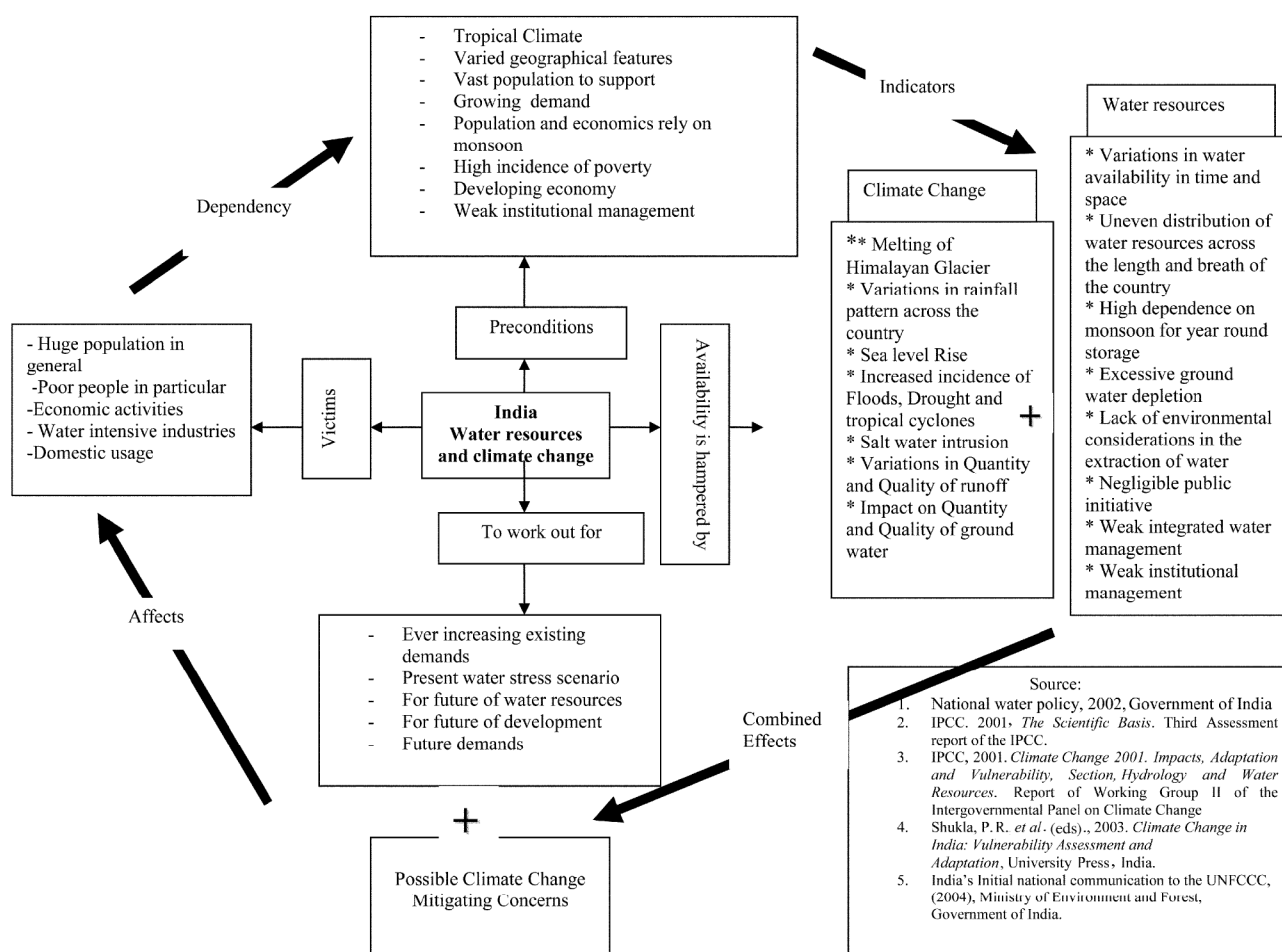 - Tropical Climate
- Varied geographical features
- Vast population to support
- Growing demand
- Population and economics rely on
monsoon
- High incidence of poverty
- Developing economy
- Weak institutional management
Indicators
Water resources
* Variations in water
availability in time and
space
* Uneven distribution of
water resources across
the length and breath of
the country
* High dependence on
monsoon for year round
storage
* Excessive ground
water depletion
* Lack of environmental
considerations in the
extraction of water
* Negligible public
initiative
* Weak integrated water
management
* Weak institutional
management
Climate Change
** Melting of
Himalayan Glacier
* Variations in rainfall
pattern across the
country
* Sea level Rise
* Increased incidence of
Floods, Drought and
tropical cyclones
* Salt water intrusion
* Variations in Quantity
and Quality of runoff
* Impact on Quantity
and Quality of ground
water
+
Dependency
Preconditions
- Huge population in
general
-Poor people in particular
-Economic activities
- Water intensive industries
-Domestic usage
Victims
India
Water resources
and climate change
Availability is hampered by
To work out for
Affects
- Ever increasing existing
demands
- Present water stress scenario
- For future of water resources
- For future of development
- Future demands
+
Possible Climate Change
Mitigating Concerns
Combined
Effects
Source:
1. National water policy, 2002, Government of India
2. IPCC. 2001, The Scientific Basis. Third Assessment
report of the IPCC.
3. IPCC, 2001. Climate Change 2001. Impacts, Adaptation
and Vulnerability, Section, Hydrology and Water
Resources. Report of Working Group II of the
Intergovernmental Panel on Climate Change
4. Shukla, P. R. et al. (eds)., 2003. Climate Change in
India: Vulnerability Assessment and
Adaptation, University Press, India.
5. India's Initial national communication to the UNFCCC,
(2004), Ministry of Environment and Forest,
Government of India.